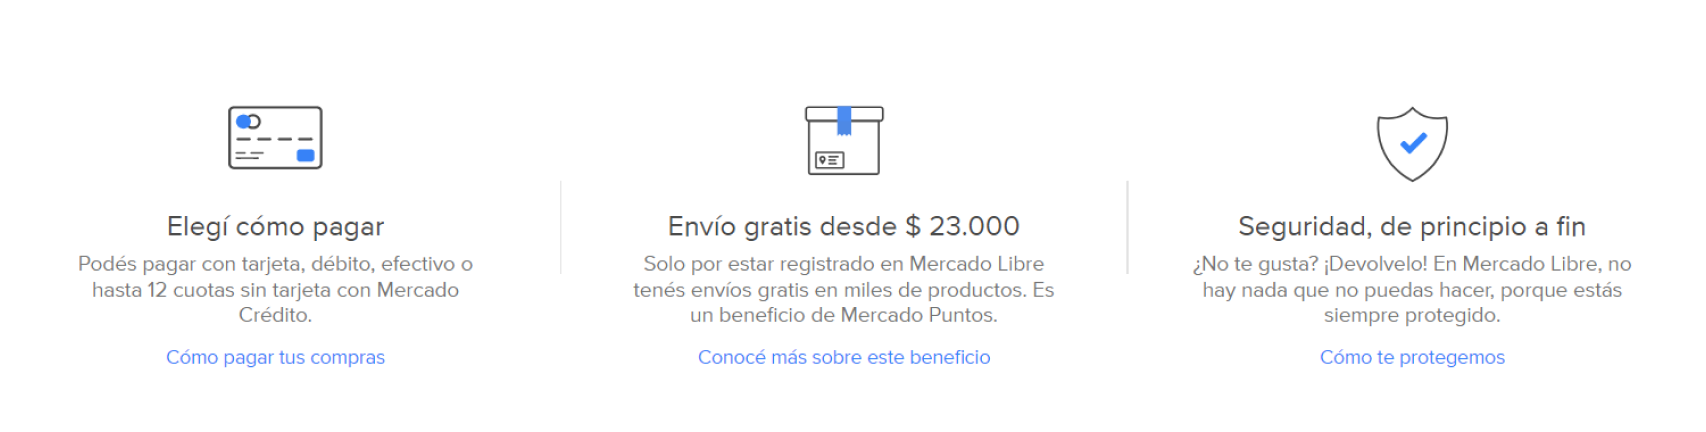 Elegí cómo pagar
Podés pagar con tarjeta, débito, efectivo o
hasta 12 cuotas sin tarjeta con Mercado
Crédito.
Cómo pagar tus compras
Envío gratis desde $ 23.000
Solo por estar registrado en Mercado Libre
tenés envíos gratis en miles de productos. Es
un beneficio de Mercado Puntos.
Conocé más sobre este beneficio
Seguridad, de principio a fin
¿No te gusta? ¡Devolvelo! En Mercado Libre, no
hay nada que no puedas hacer, porque estás
siempre protegido.
Cómo te protegemos